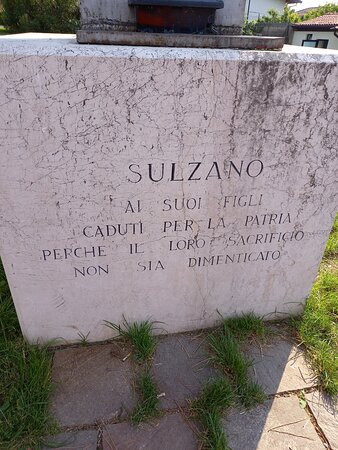 SULZANO
AI SUOI FIGLI
CADUTI PER LA PATRIA
PERCHE IL LORO SACRIFICIO
NON SIA DIMENTICATO